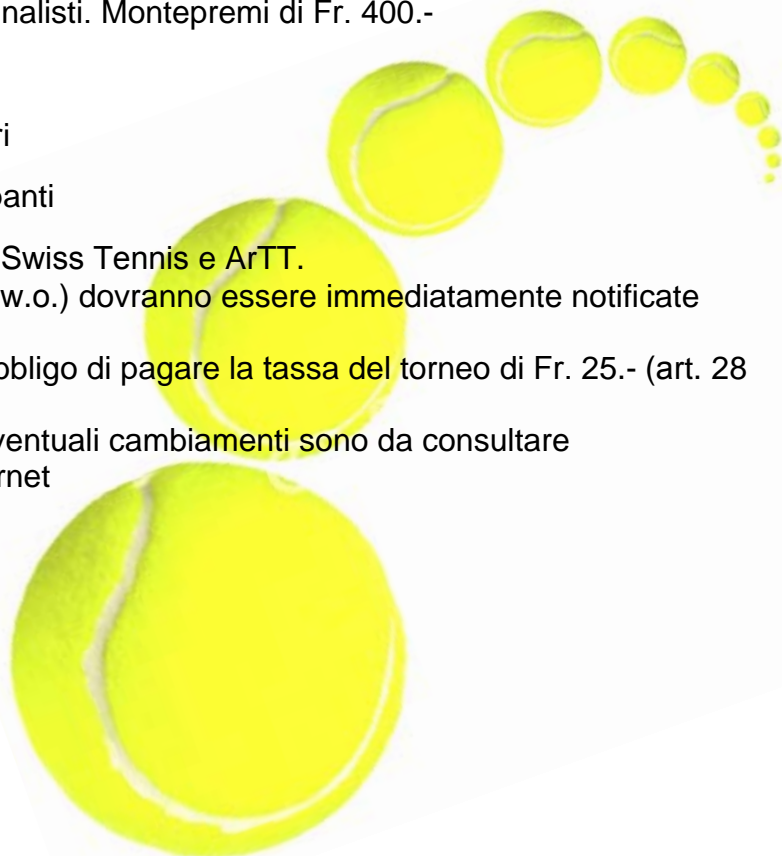 nalisti. Montepremi di Fr. 400.-
ri
panti
Swiss Tennis e ArTT.
w.o.) dovranno essere immediatamente notificate
obbligo di pagare la tassa del torneo di Fr. 25.- (art. 28
ventuali cambiamenti sono da consultare
rnet